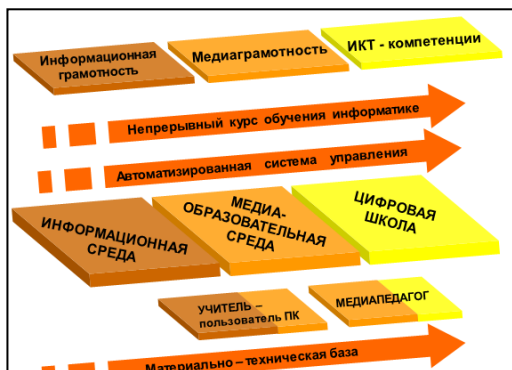 Информационная
грамотность
Медиаграмотность
ИКТ - компетенции
Непрерывный курс обучения информатике
Автоматизированная система управления
ИНФОРМАЦИОННАЯ
СРЕДА
МЕДИА-
ОБРАЗОВАТЕЛЬНАЯ
СРЕДА
ЦИФРОВАЯ
ШКОЛА
УЧИТЕЛЬ –
пользователь ПК
МЕДИАПЕДАГОГ
Материально – техническая база